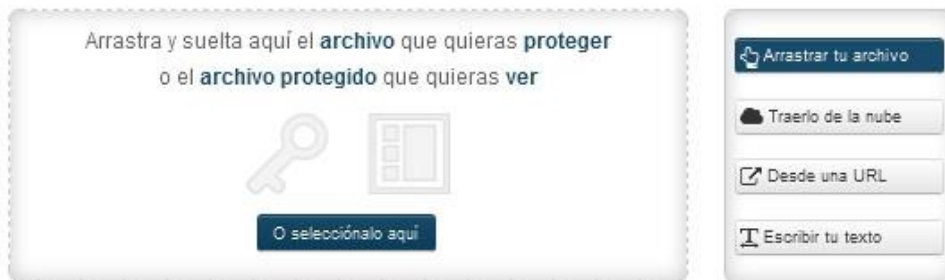 Arrastra y suelta aquí el archivo que quieras proteger
o el archivo protegido que quieras ver
O selecciónalo aquí
Arrastrar tu archivo
Traerlo de la nube
Desde una URL
Escribir tu texto